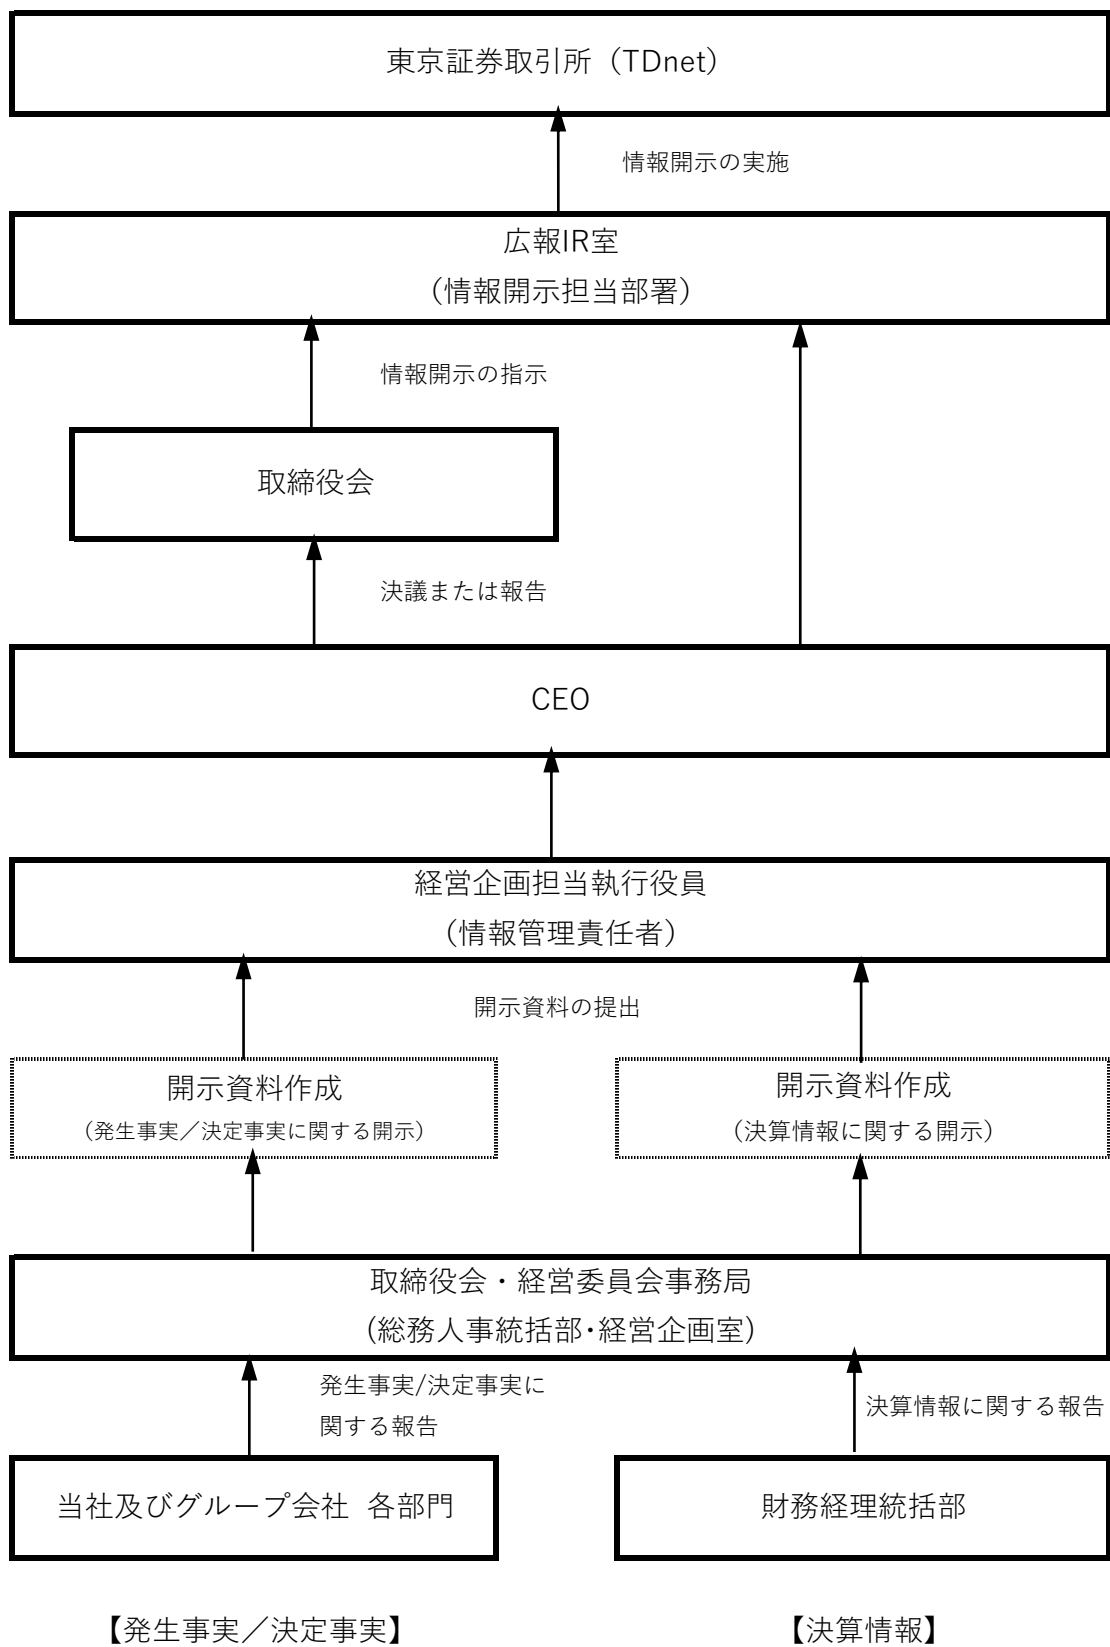 東京証券取引所（TDnet）
情報開示の実施
広報IR室
（情報開示担当部署）
情報開示の指示
取締役会
決議または報告
CEO
経営企画担当執行役員
（情報管理責任者）
開示資料の提出
開示資料作成
（発生事実／決定事実に関する開示）
開示資料作成
（決算情報に関する開示）
取締役会・経営委員会事務局
（総務人事統括部･経営企画室）
発生事実/決定事実に
関する報告
決算情報に関する報告
当社及びグループ会社 各部門
財務経理統括部
【発生事実／決定事実】
【決算情報】